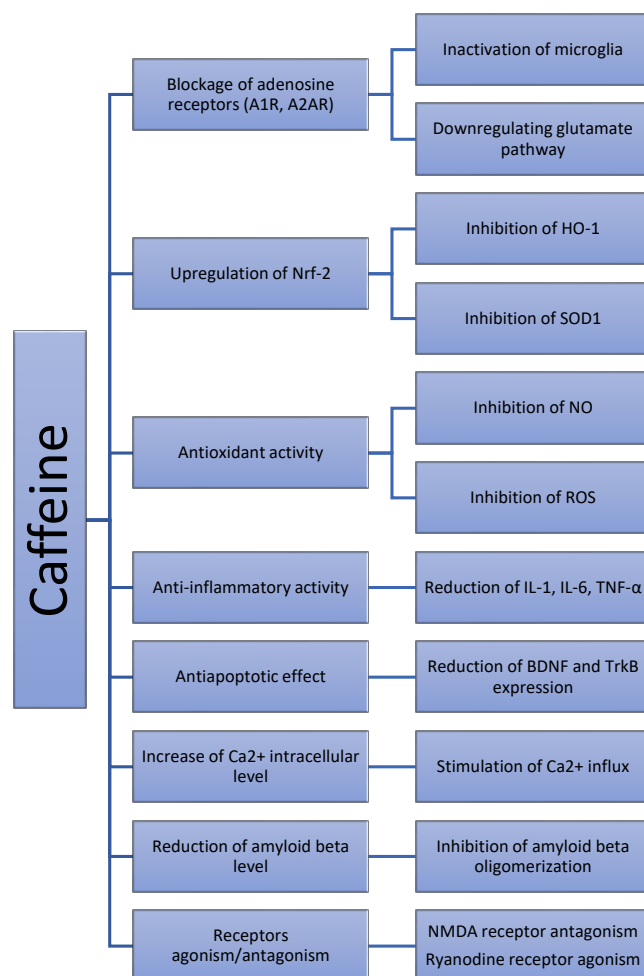 Caffeine
Blockage of adenosine
receptors (A1R, A2AR)
Inactivation of microglia
Downregulating glutamate
pathway
Upregulation of Nrf-2
Inhibition of HO-1
Inhibition of SOD1
Antioxidant activity
Inhibition of NO
Inhibition of ROS
Anti-inflammatory activity
Reduction of IL-1, IL-6, TNF-α
Antiapoptotic effect
Reduction of BDNF and TrkB
expression
Increase of Ca2+ intracellular
level
Stimulation of Ca2+ influx
Reduction of amyloid beta
level
Inhibition of amyloid beta
oligomerization
Receptors
agonism/antagonism
NMDA receptor antagonism
Ryanodine receptor agonism